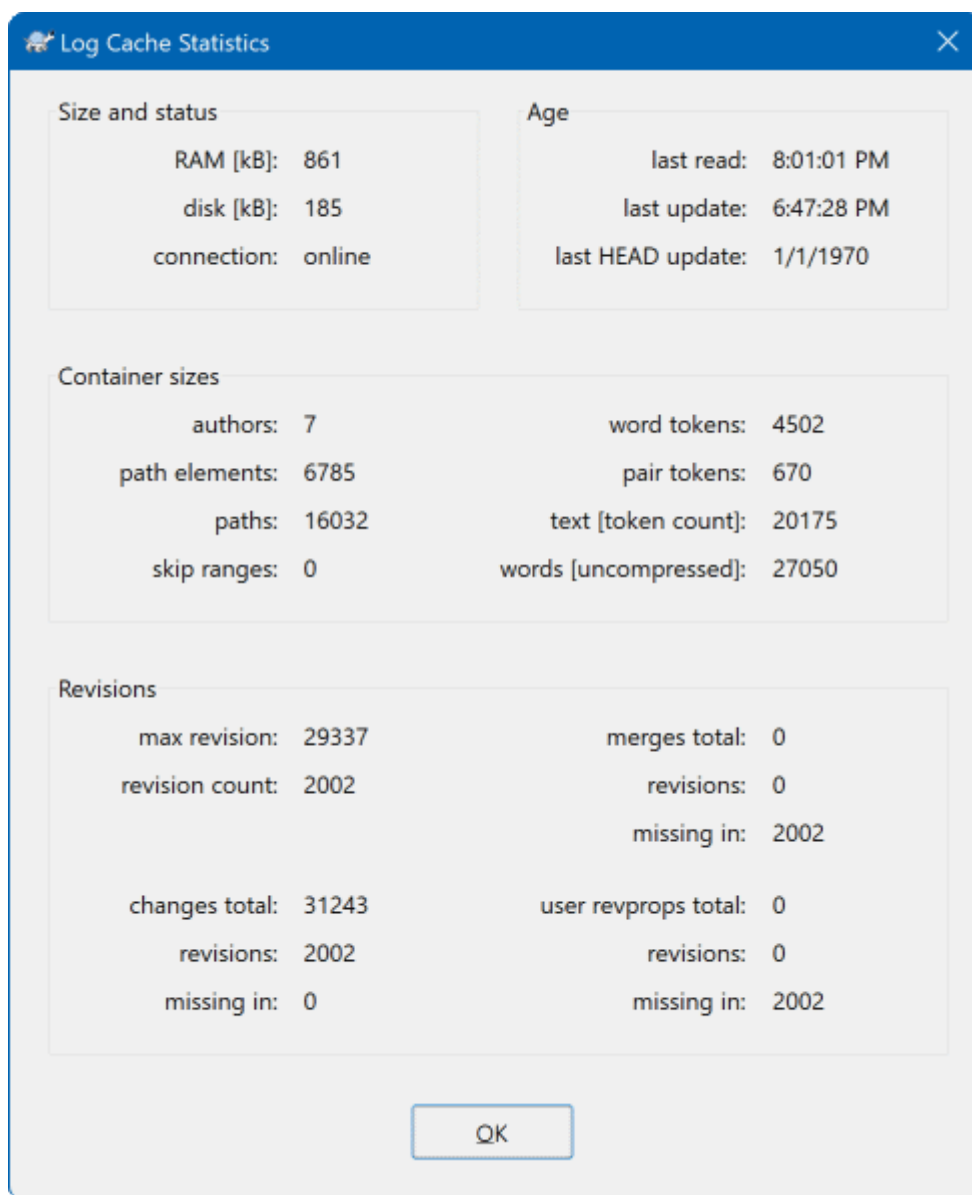 Log Cache Statistics
Size and status
RAM [kB]: 861
disk [kB]: 185
connection: online
Age
last read: 8:01:01 PM
last update: 6:47:28 PM
last HEAD update: 1/1/1970
Container sizes
authors: 7
path elements: 6785
paths: 16032
skip ranges: 0
word tokens: 4502
pair tokens: 670
text [token count]: 20175
words [uncompressed]: 27050
Revisions
max revision: 29337
revision count: 2002
merges total: 0
revisions: 0
missing in: 2002
changes total: 31243
revisions: 2002
missing in: 0
user revprops total: 0
revisions: 0
missing in: 2002
OK